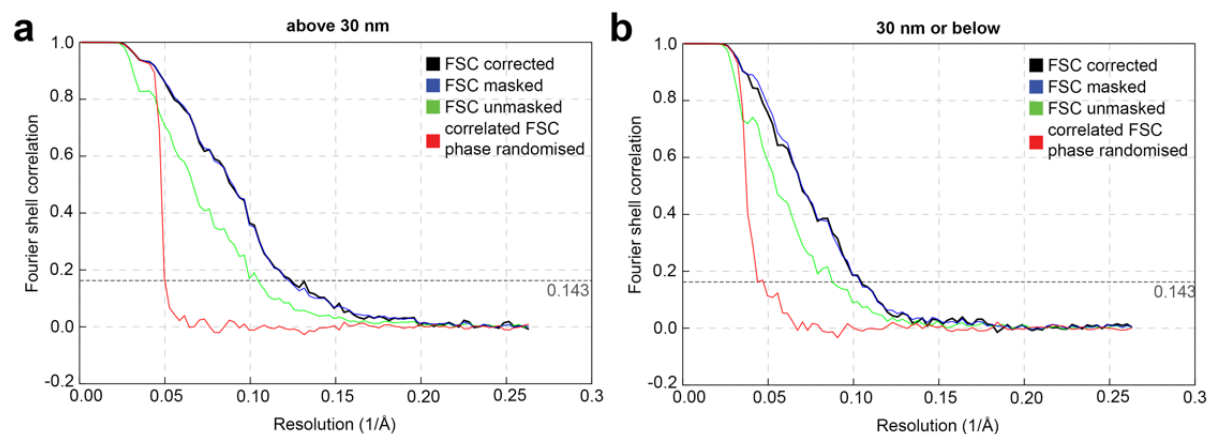 a
above 30 nm
1.0
0.8
0.6
0.4
0.2
0.0
-0.2
Fourier shell correlation
FSC corrected
FSC masked
FSC unmasked
correlated FSC
phase randomised
0.143
0.00
0.05
0.10
0.15
0.20
0.25
0.3
Resolution (1/Å)
b
30 nm or below
1.0
0.8
0.6
0.4
0.2
0.0
-0.2
Fourier shell correlation
FSC corrected
FSC masked
FSC unmasked
correlated FSC
phase randomised
0.143
0.00
0.05
0.10
0.15
0.20
0.25
0.3
Resolution (1/Å)